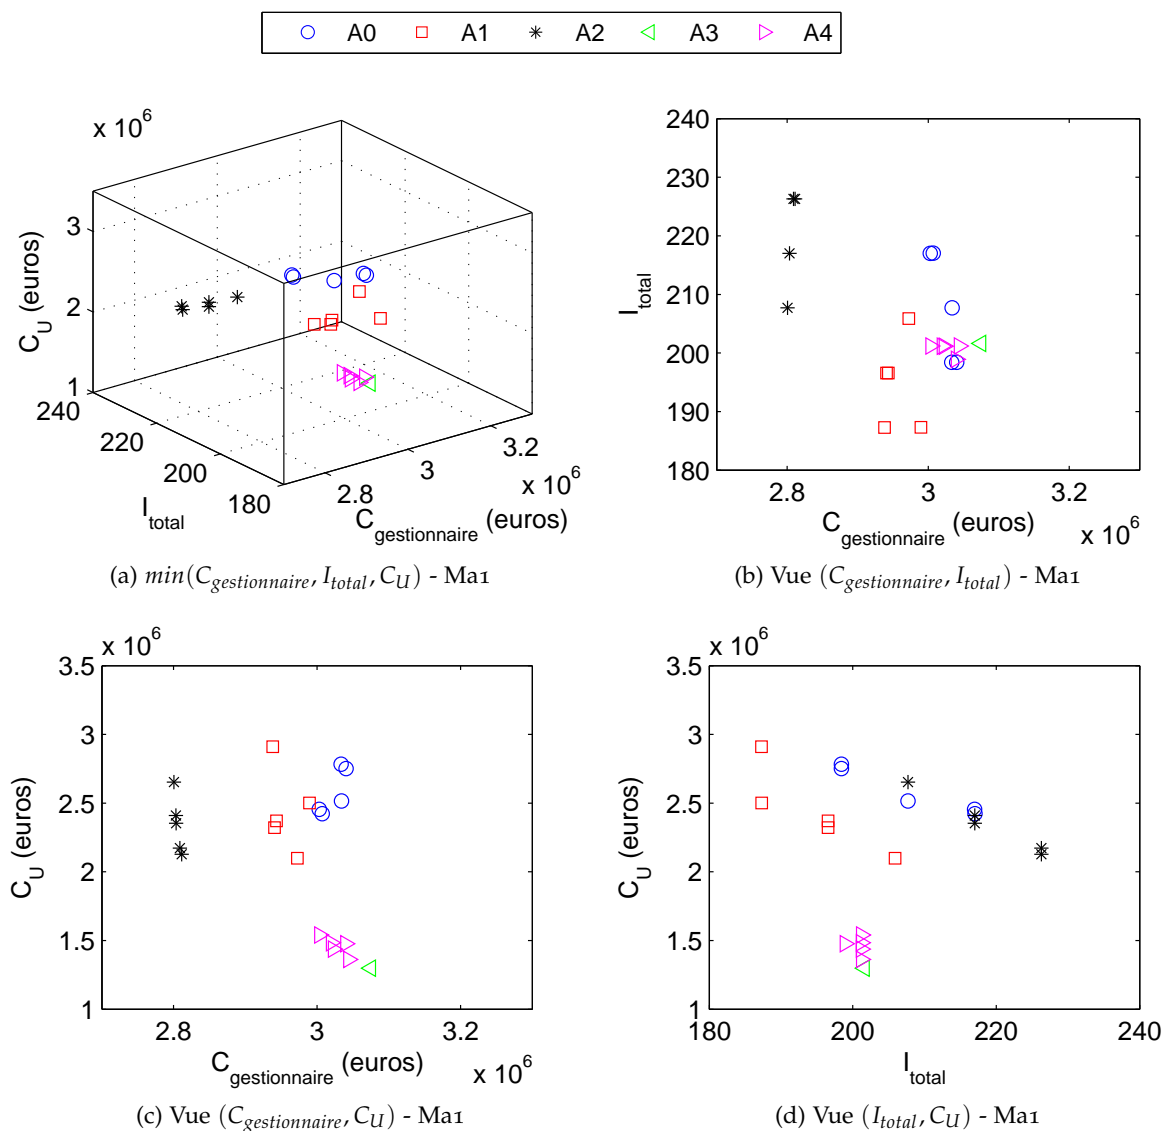 A0 A1 A2 A3 A4
x 10^6
3
2
1
C_U (euros)
240
220
200
180
I_total
2.8
3
3.2
x 10^6
C_gestionnaire (euros)
(a) min(C_gestionnaire, I_total, C_U) - Ma1
240
230
220
210
200
190
180
I_total
2.8 3 3.2
C_gestionnaire (euros)
x 10^6
(b) Vue (C_gestionnaire, I_total) - Ma1
x 10^6
3.5
3
2.5
2
1.5
1
C_U (euros)
2.8 3 3.2
C_gestionnaire (euros)
x 10^6
(c) Vue (C_gestionnaire, C_U) - Ma1
x 10^6
3.5
3
2.5
2
1.5
1
C_U (euros)
180 200 220 240
I_total
(d) Vue (I_total, C_U) - Ma1